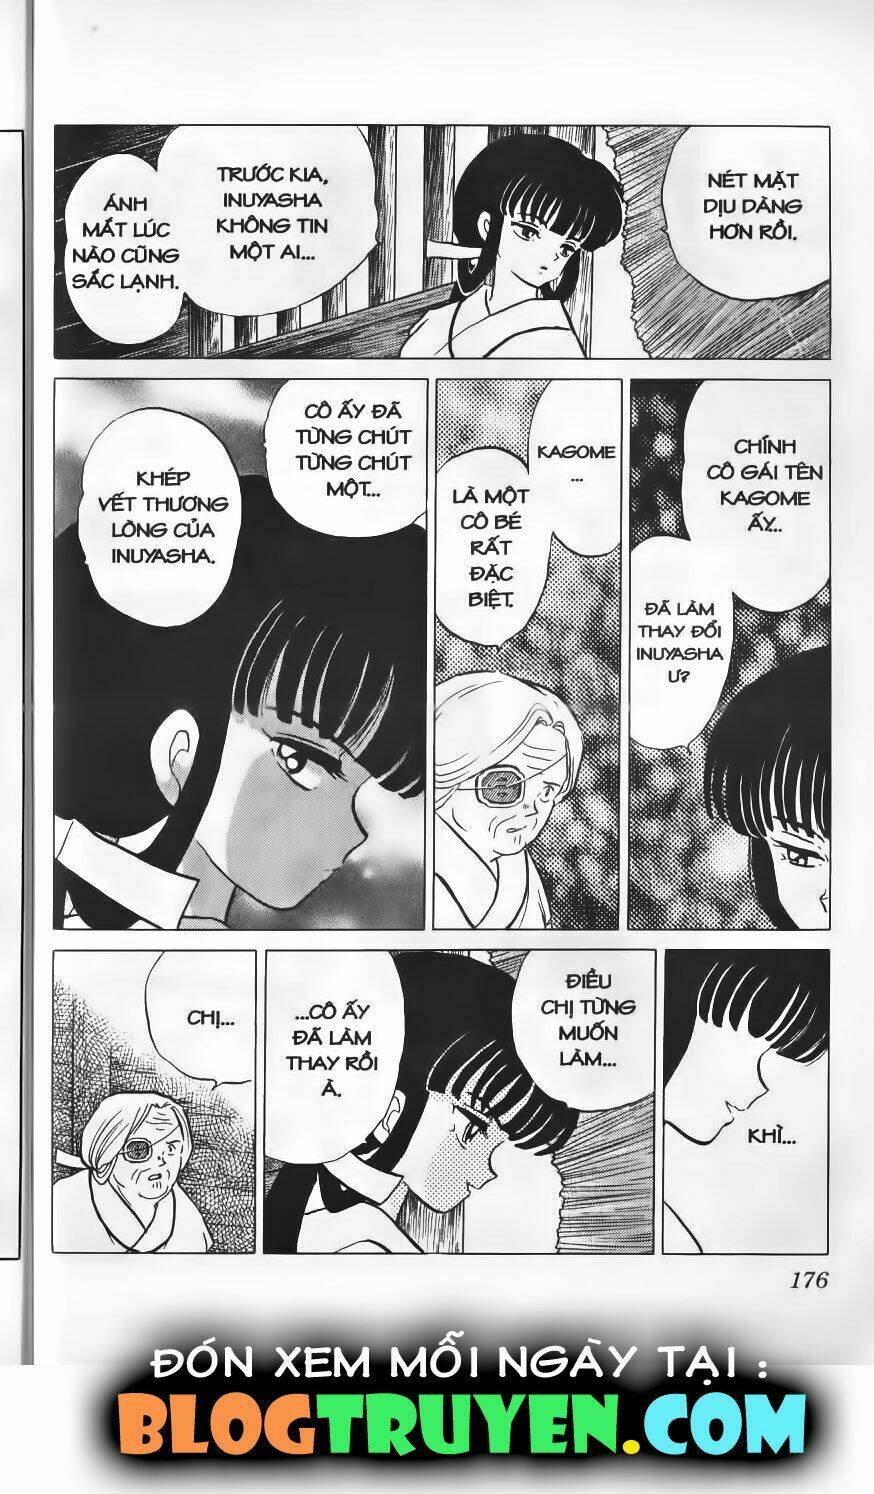 NÉT MẶT
DỊU DÀNG
HƠN RỒI.
TRƯỚC KIA,
INUYASHA
KHÔNG TIN
MỘT AI...
ÁNH
MẮT LÚC
NÀO CŨNG
SẮC LẠNH.
CHÍNH
CÔ GÁI TÊN
KAGOME
ẤY...
ĐÃ LÀM
THAY ĐỔI
INUYASHA
Ư?
KAGOME
...
LÀ MỘT
CÔ BÉ
RẤT
ĐẶC
BIỆT.
CÔ ẤY ĐÃ
TỪNG CHÚT
TỪNG CHÚT
MỘT...
KHÉP
VẾT THƯƠNG
LÒNG CỦA
INUYASHA.
KHÌ...
ĐIỀU
CHỊ TỪNG
MUỐN
LÀM...
...CÔ ẤY
ĐÃ LÀM
THAY RỒI
À.
CHỊ...
176
ĐÓN XEM MỖI NGÀY TẠI :
BLOGTRUYEN.COM